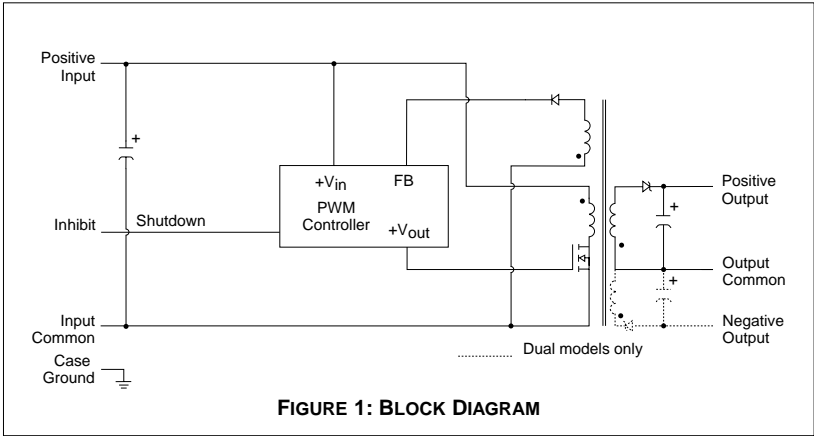 Positive
Input
+
+Vin
FB
PWM
Controller
+Vout
Inhibit
Shutdown
Positive
Output
+
Output
Common
+
Negative
Output
Input
Common
Case
Ground
Dual models only
FIGURE 1: BLOCK DIAGRAM